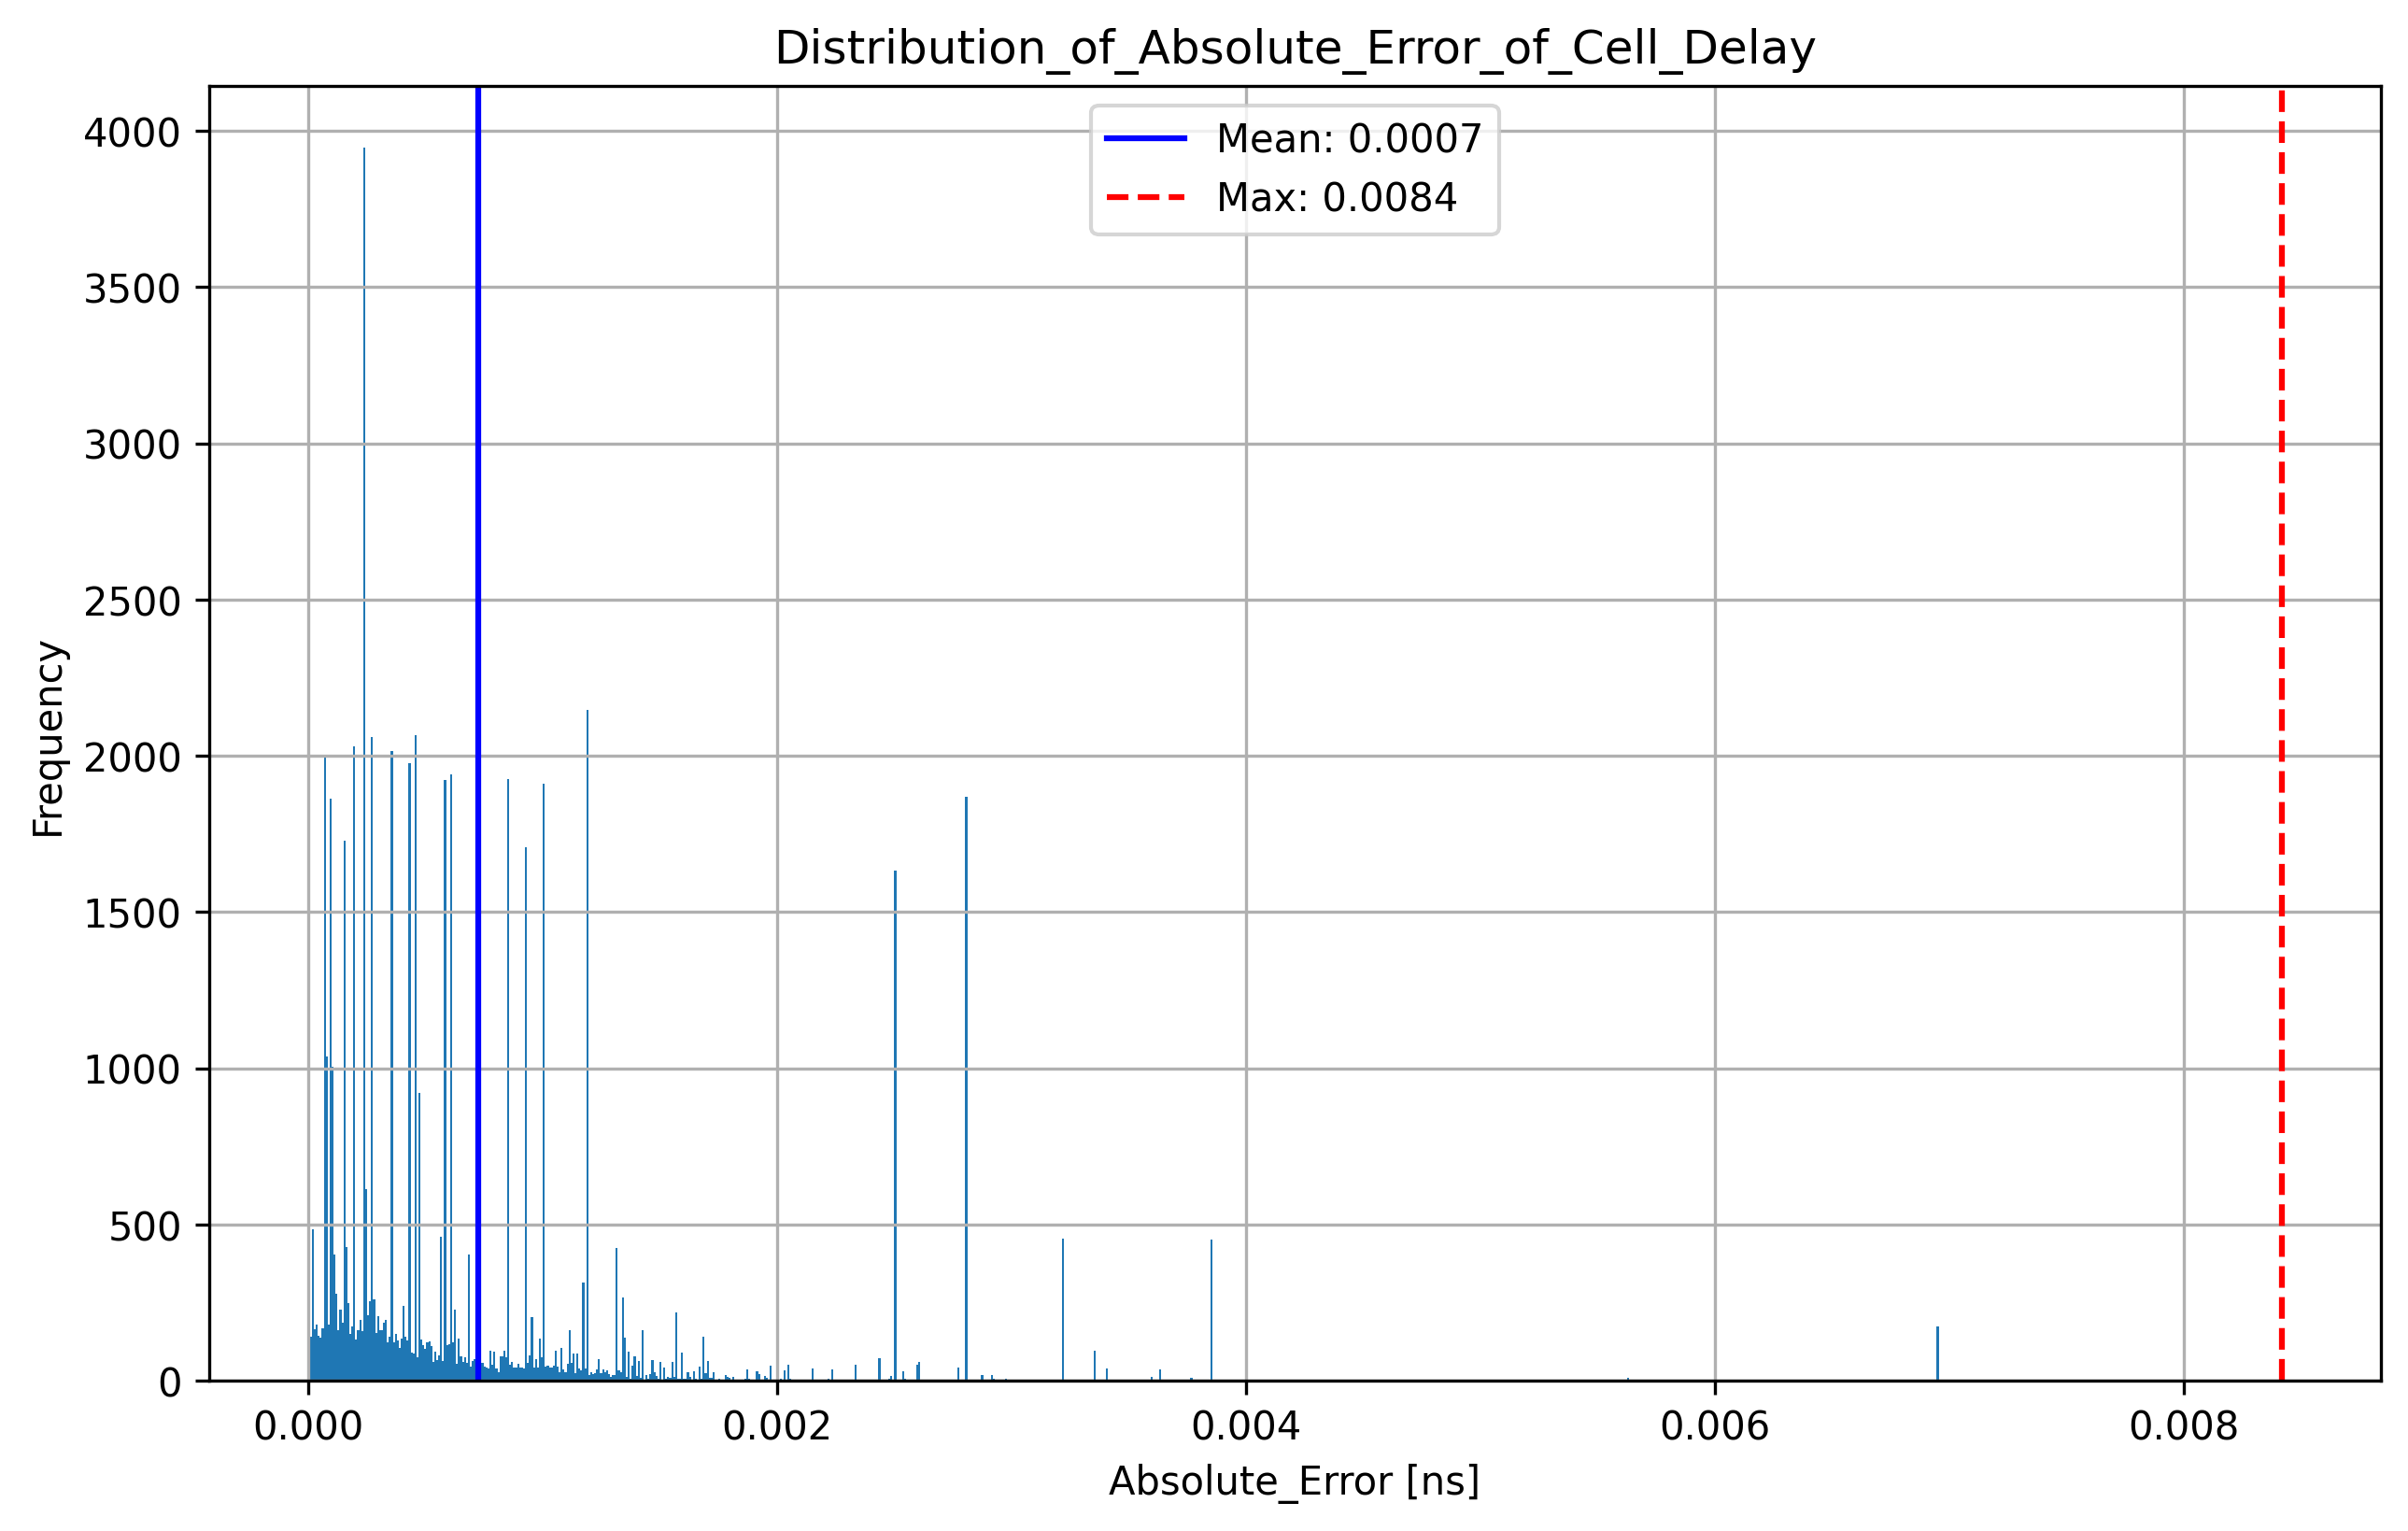 Distribution_of_Absolute_Error_of_Cell_Delay
Mean: 0.0007
Max: 0.0084
4000
3500
3000
2500
2000
1500
1000
500
0
Frequency
0.000
0.002
0.004
0.006
0.008
Absolute_Error [ns]